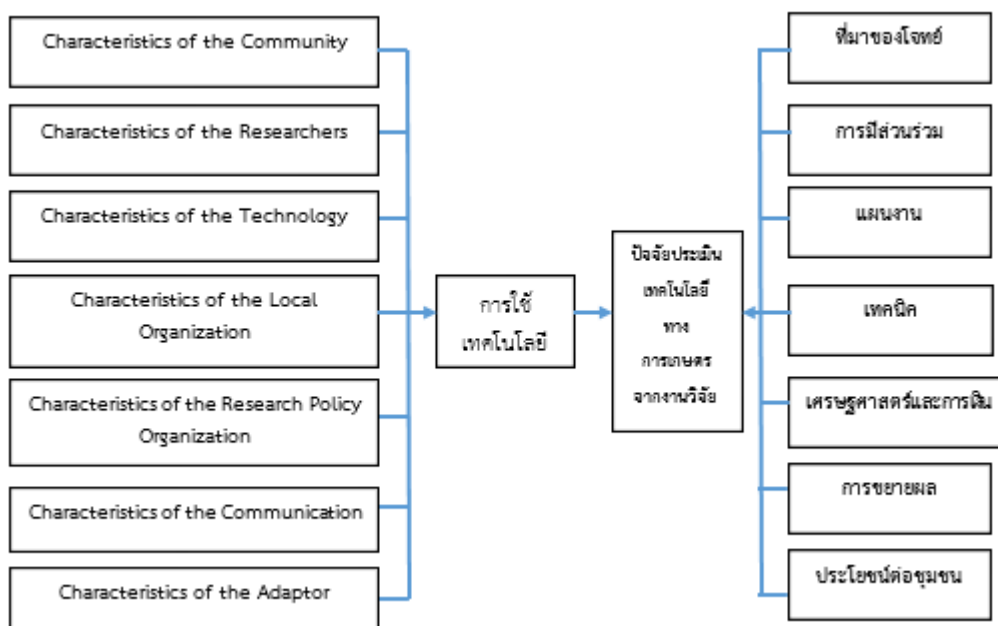 Characteristics of the Community
Characteristics of the Researchers
Characteristics of the Technology
Characteristics of the Local
Organization
Characteristics of the Research Policy
Organization
Characteristics of the Communication
Characteristics of the Adaptor
การใช้
เทคโนโลยี
ปัจจัยประเมิน
เทคโนโลยี
ทาง
การเกษตร
จากงานวิจัย
ที่มาของโจทย์
การมีส่วนร่วม
แผนงาน
เทคนิค
เศรษฐศาสตร์และการเงิน
การขยายผล
ประโยชน์ต่อชุมชน